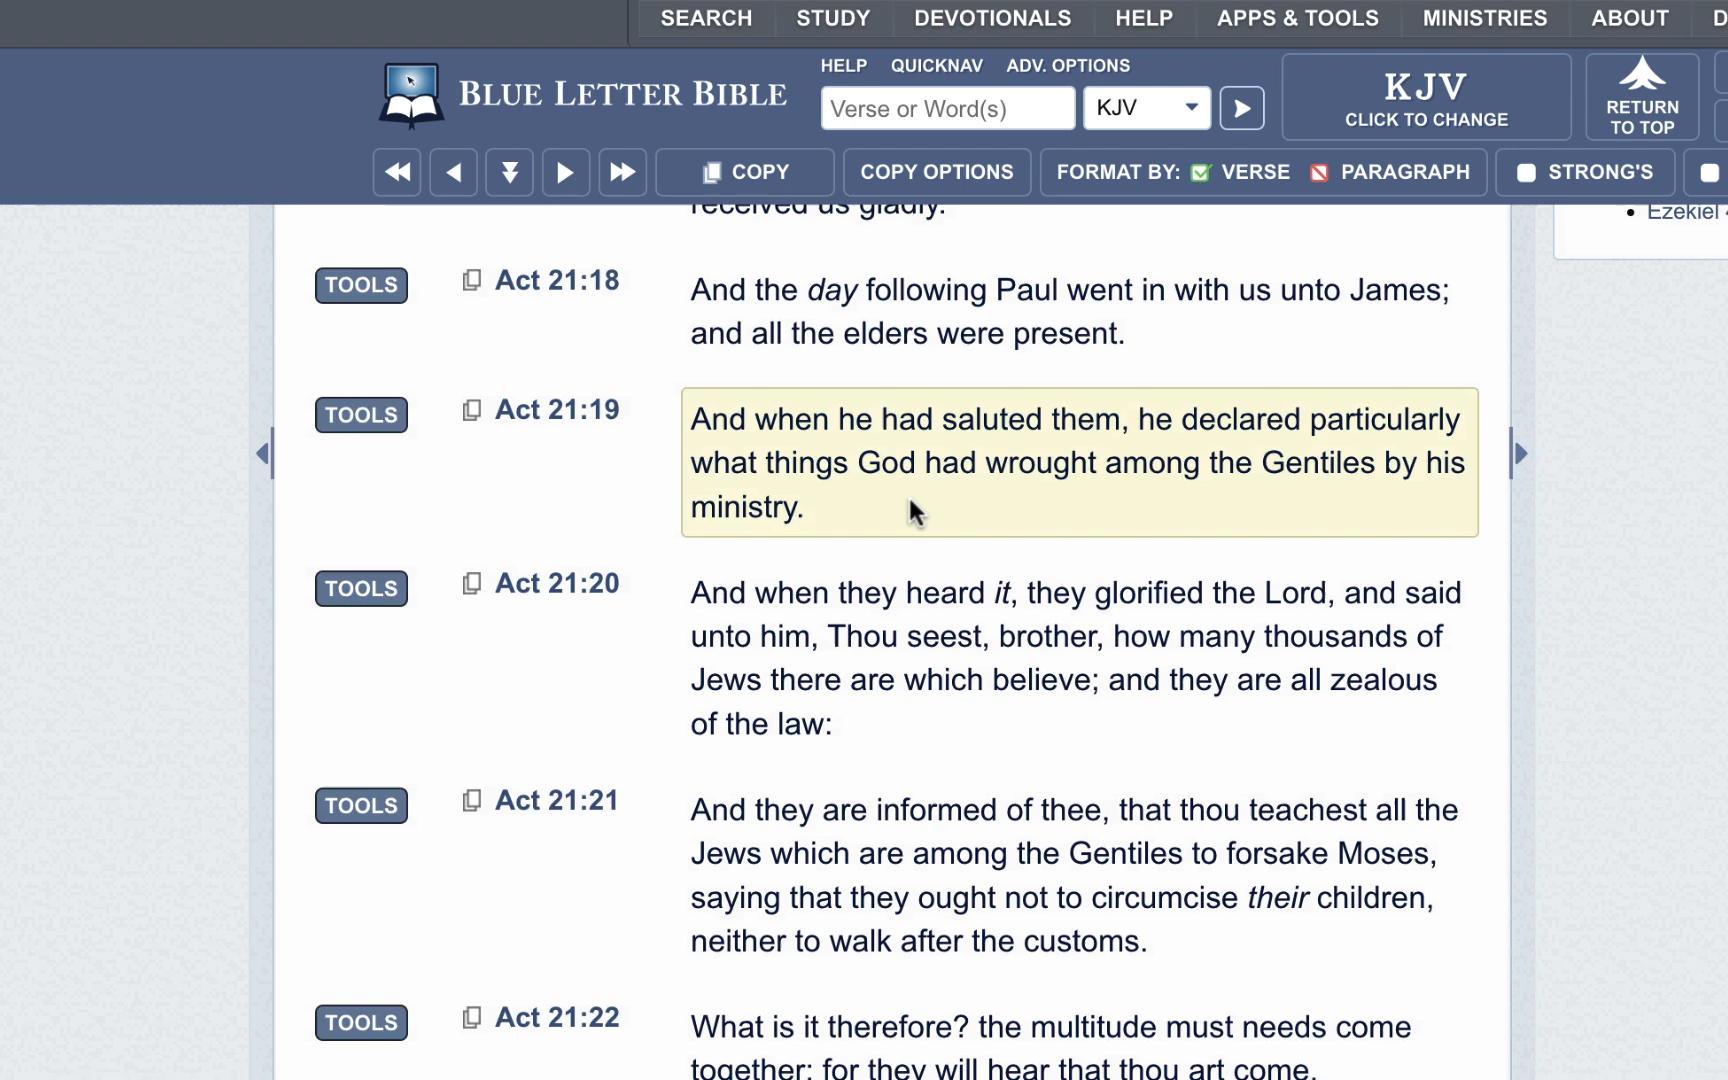 SEARCH STUDY DEVOTIONALS HELP APPS & TOOLS MINISTRIES ABOUT D
HELP QUICKNAV ADV. OPTIONS
BLUE LETTER BIBLE
Verse or Word(s) KJV
KJV
CLICK TO CHANGE
RETURN
TO TOP
COPY COPY OPTIONS FORMAT BY: VERSE PARAGRAPH STRONG'S
received us gladly.
Ezekiel
TOOLS Act 21:18 And the day following Paul went in with us unto James;
and all the elders were present.
TOOLS Act 21:19 And when he had saluted them, he declared particularly
what things God had wrought among the Gentiles by his
ministry.
TOOLS Act 21:20 And when they heard it, they glorified the Lord, and said
unto him, Thou seest, brother, how many thousands of
Jews there are which believe; and they are all zealous
of the law:
TOOLS Act 21:21 And they are informed of thee, that thou teachest all the
Jews which are among the Gentiles to forsake Moses,
saying that they ought not to circumcise their children,
neither to walk after the customs.
TOOLS Act 21:22 What is it therefore? the multitude must needs come
together: for they will hear that thou art come.